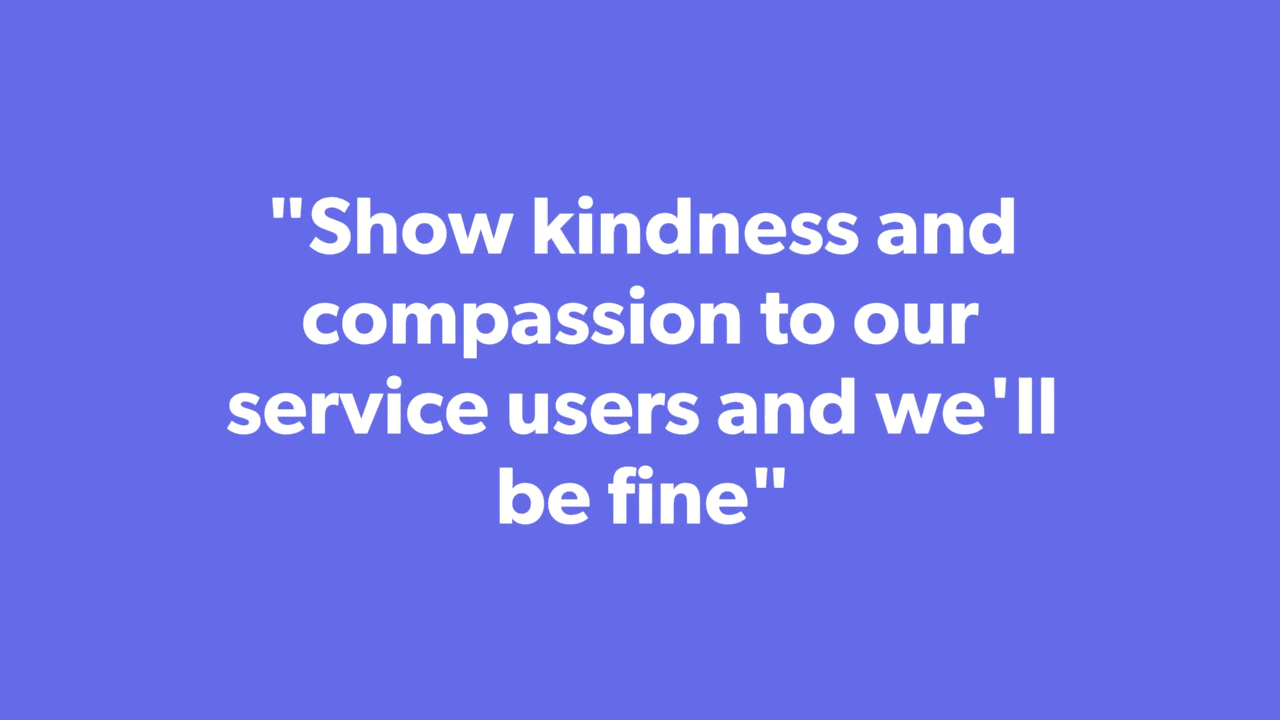 "Show kindness and
compassion to our
service users and we'll
be fine"